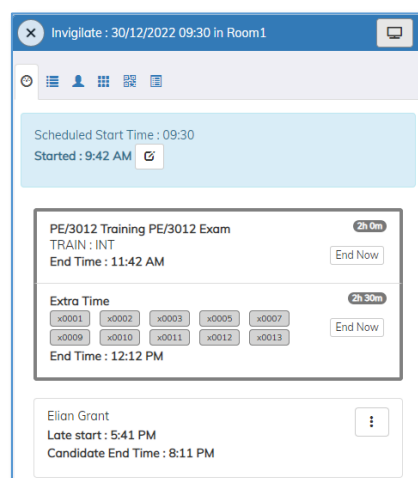 Invigilate : 30/12/2022 09:30 in Room1
Scheduled Start Time : 09:30
Started : 9:42 AM
PE/3012 Training PE/3012 Exam
2h 0m
TRAIN : INT
End Time : 11:42 AM
End Now
Extra Time
2h 30m
x0001 x0002 x0003 x0005 x0007
End Now
x0009 x0010 x0011 x0012 x0013
End Time : 12:12 PM
Elian Grant
Late start : 5:41 PM
Candidate End Time : 8:11 PM